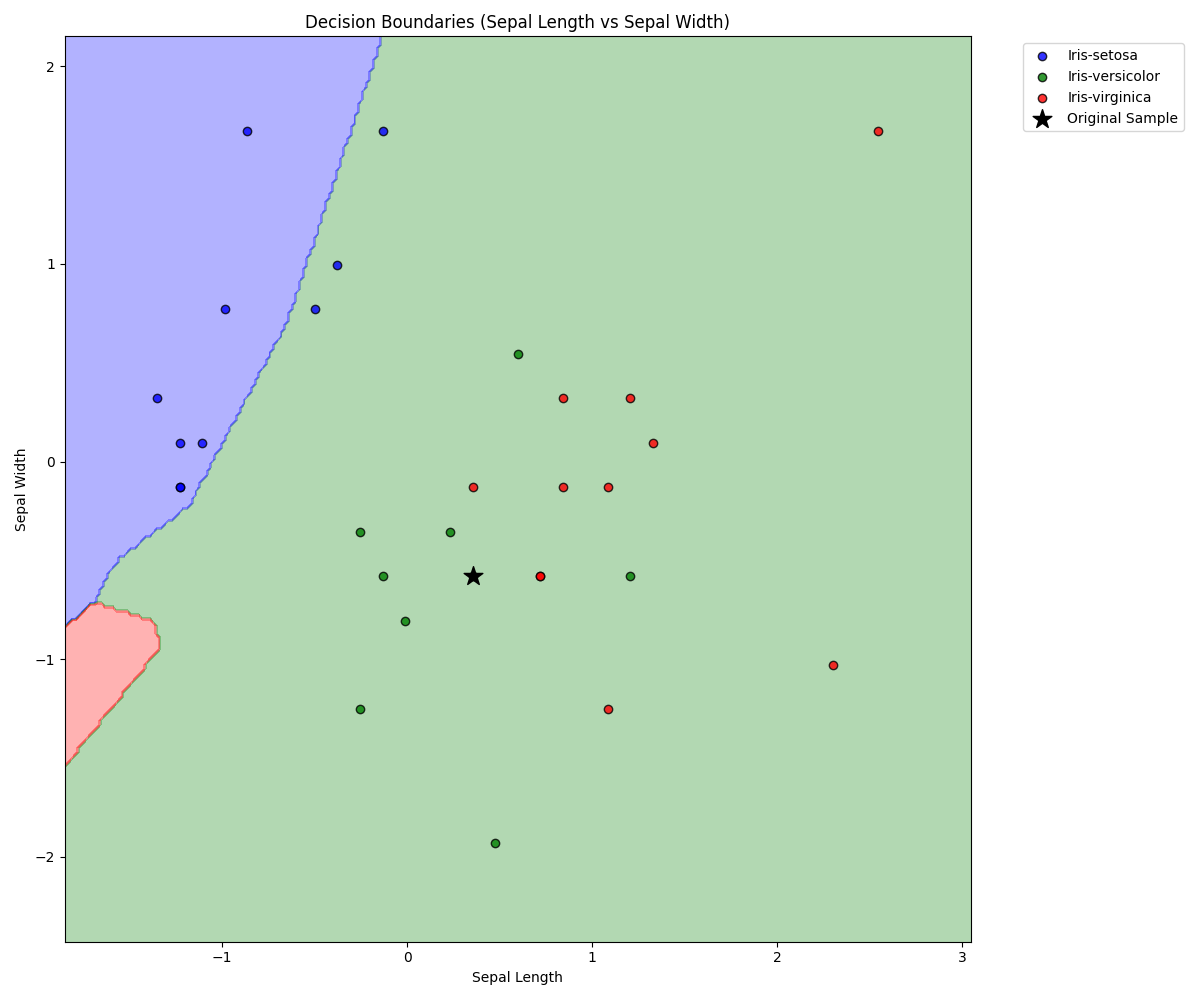 Decision Boundaries (Sepal Length vs Sepal Width)
Iris-setosa
Iris-versicolor
Iris-virginica
Original Sample
2
1
0
−1
−2
Sepal Width
−1
0
1
2
3
Sepal Length